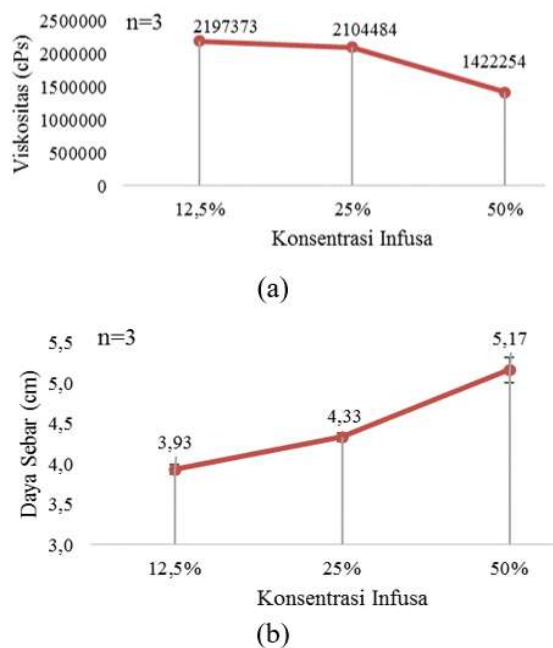 n=3
2500000
2197373
2104484
2000000
1422254
1500000
1000000
500000
0
Viskositas (cPs)
12,5% 25% 50%
Konsentrasi Infusa
(a)
n=3
5,5
5,17
5,0
4,5
4,33
3,93
4,0
3,5
3,0
Daya Sebar (cm)
12,5% 25% 50%
Konsentrasi Infusa
(b)